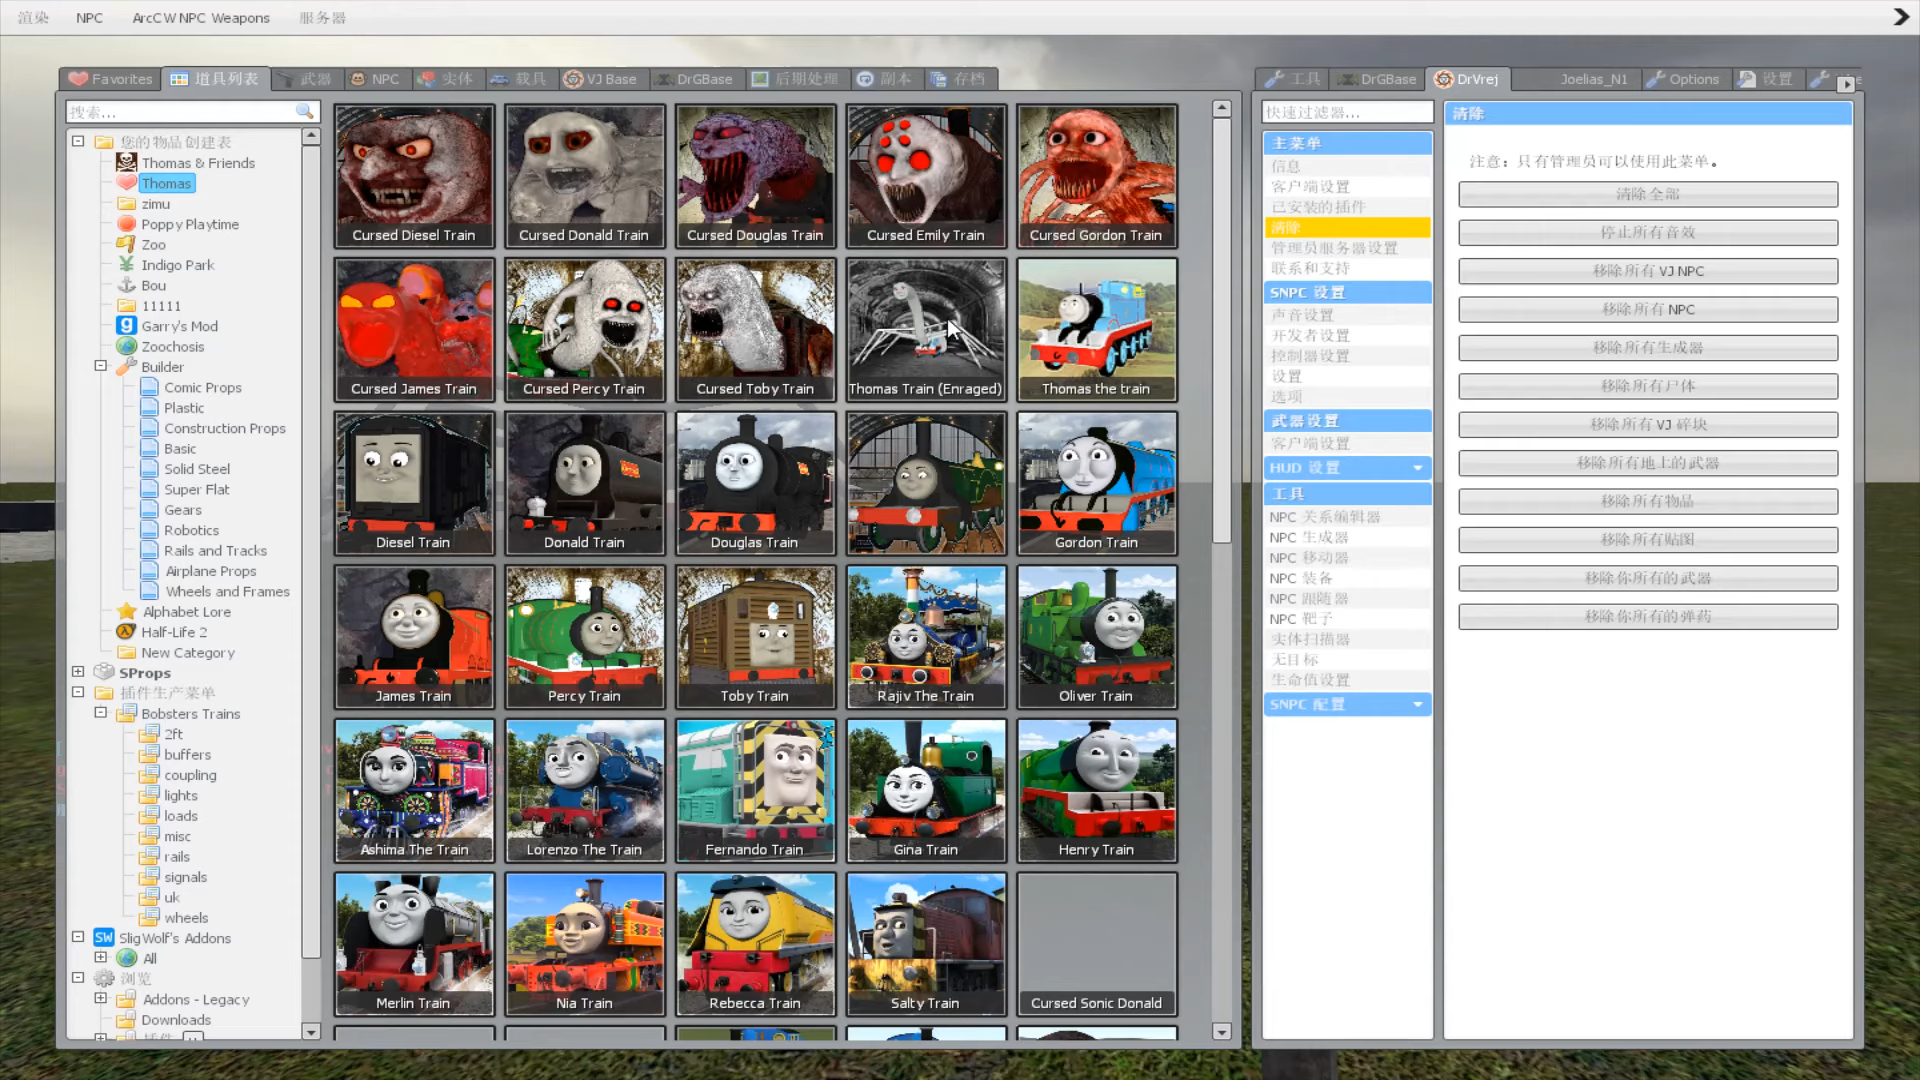 渲染 NPC ArcCW NPC Weapons 服务器
Favorites 道具列表 武器 NPC 实体 载具 VJ Base DrGBase 后期处理 副本 存档
搜索...
您的物品创建表
Thomas & Friends
Thomas
zimu
Poppy Playtime
Zoo
Indigo Park
Bou
11111
Garry's Mod
Zoochosis
Builder
Comic Props
Plastic
Construction Props
Basic
Solid Steel
Super Flat
Gears
Robotics
Rails and Tracks
Airplane Props
Wheels and Frames
Alphabet Lore
Half-Life 2
New Category
SProps
插件生产菜单
Bobsters Trains
2ft
buffers
coupling
lights
loads
misc
rails
signals
uk
wheels
SligWolf's Addons
All
浏览
Addons - Legacy
Downloads
Cursed Diesel Train
Cursed Donald Train
Cursed Douglas Train
Cursed Emily Train
Cursed Gordon Train
Cursed James Train
Cursed Percy Train
Cursed Toby Train
Thomas Train (Enraged)
Thomas the train
Diesel Train
Donald Train
Douglas Train
Gordon Train
James Train
Percy Train
Toby Train
Rajiv The Train
Oliver Train
Ashima The Train
Lorenzo The Train
Fernando Train
Gina Train
Henry Train
Merlin Train
Nia Train
Rebecca Train
Salty Train
Cursed Sonic Donald
工具 DrGBase DrVrej Joelias_N1 Options 设置
快速过滤器...
主菜单
信息
客户端设置
已安装的插件
清除
管理员服务器设置
联系和支持
SNPC 设置
声音设置
开发者设置
控制器设置
设置
选项
武器设置
客户端设置
HUD 设置
工具
NPC 关系编辑器
NPC 生成器
NPC 移动器
NPC 装备
NPC 跟随器
NPC 靶子
实体扫描器
无目标
生命值设置
SNPC 配置
清除
注意：只有管理员可以使用此菜单。
清除全部
停止所有音效
移除所有 VJ NPC
移除所有 NPC
移除所有生成器
移除所有尸体
移除所有 VJ 碎块
移除所有地上的武器
移除所有物品
移除所有贴图
移除你所有的武器
移除你所有的弹药